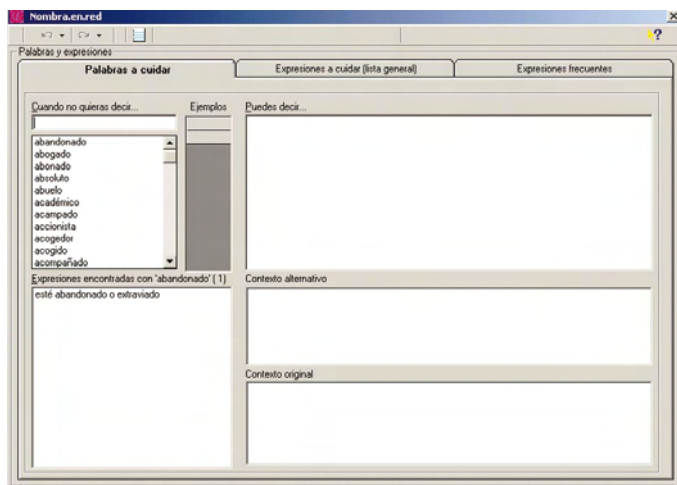 Nombra.en.red
Palabras y expresiones
Palabras a cuidar
Expresiones a cuidar (lista general)
Expresiones frecuentes
Cuando no quieras decir...
Ejemplos
Puedes decir...
abandonado
abogado
abonado
absoluto
abuelo
académico
acampado
accionista
acogedor
acogido
acompañado
Expresiones encontradas con 'abandonado' ( 1 )
Contexto alternativo
esté abandonado o extraviado
Contexto original